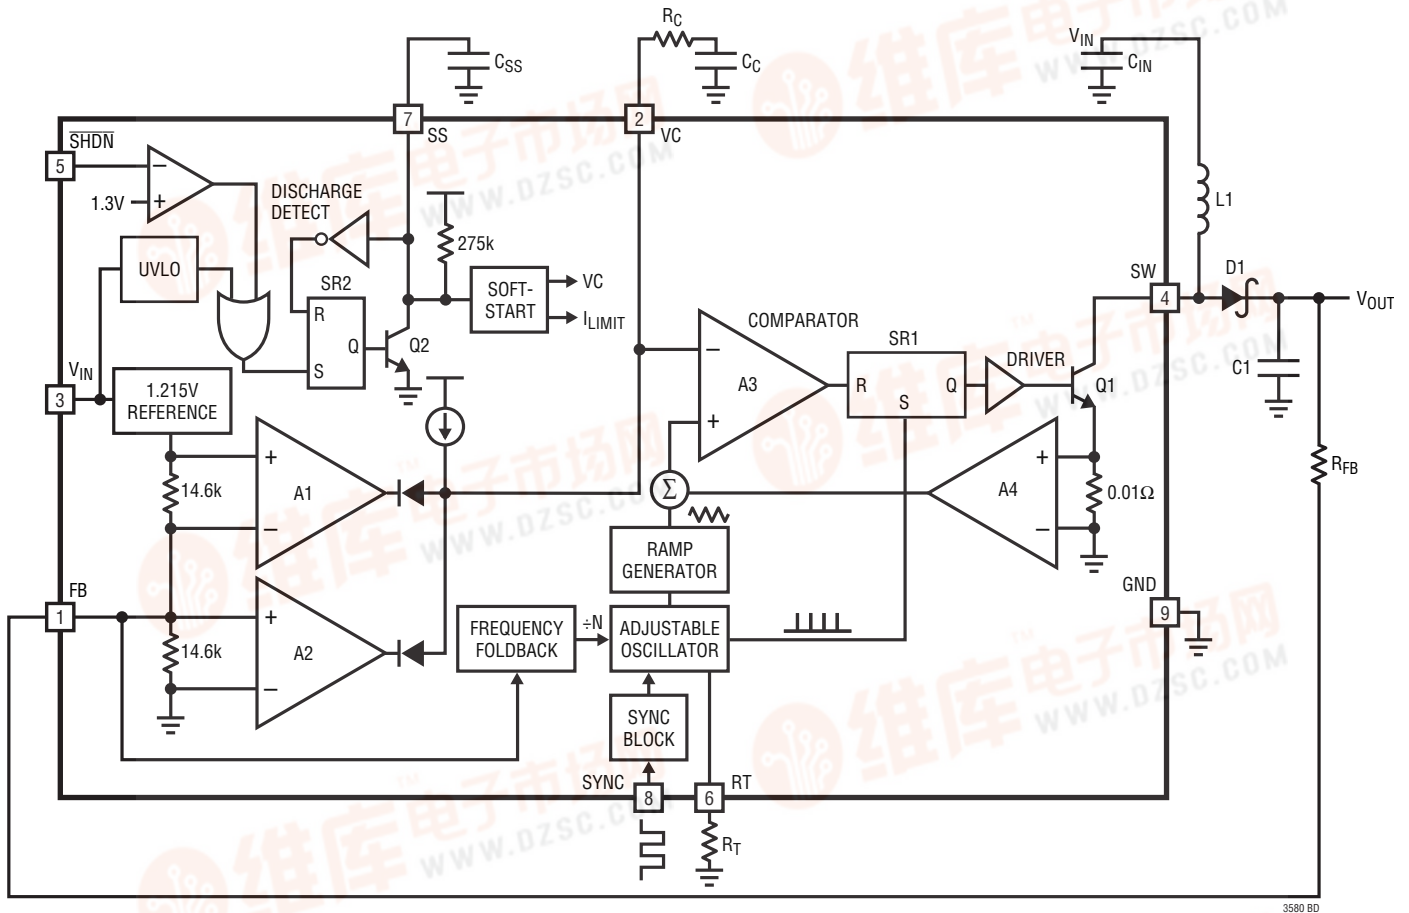 RC
CC
CSS
VIN
CIN
7
SS
2
VC
SHDN
5
1.3V
−
+
DISCHARGE
DETECT
275k
L1
UVLO
SR2
R
Q
S
Q2
SOFT-
START
VC
ILIMIT
SW
4
D1
VOUT
C1
COMPARATOR
−
A3
+
SR1
R
Q
S
DRIVER
Q1
VIN
3
1.215V
REFERENCE
14.6k
+
A1
−
Σ
+
A4
−
0.01Ω
RFB
RAMP
GENERATOR
FB
1
14.6k
+
A2
−
FREQUENCY
FOLDBACK
÷N
ADJUSTABLE
OSCILLATOR
GND
9
SYNC
BLOCK
SYNC
8
6
RT
RT
3580 BD
维库电子市场网
WWW.DZSC.COM
TM